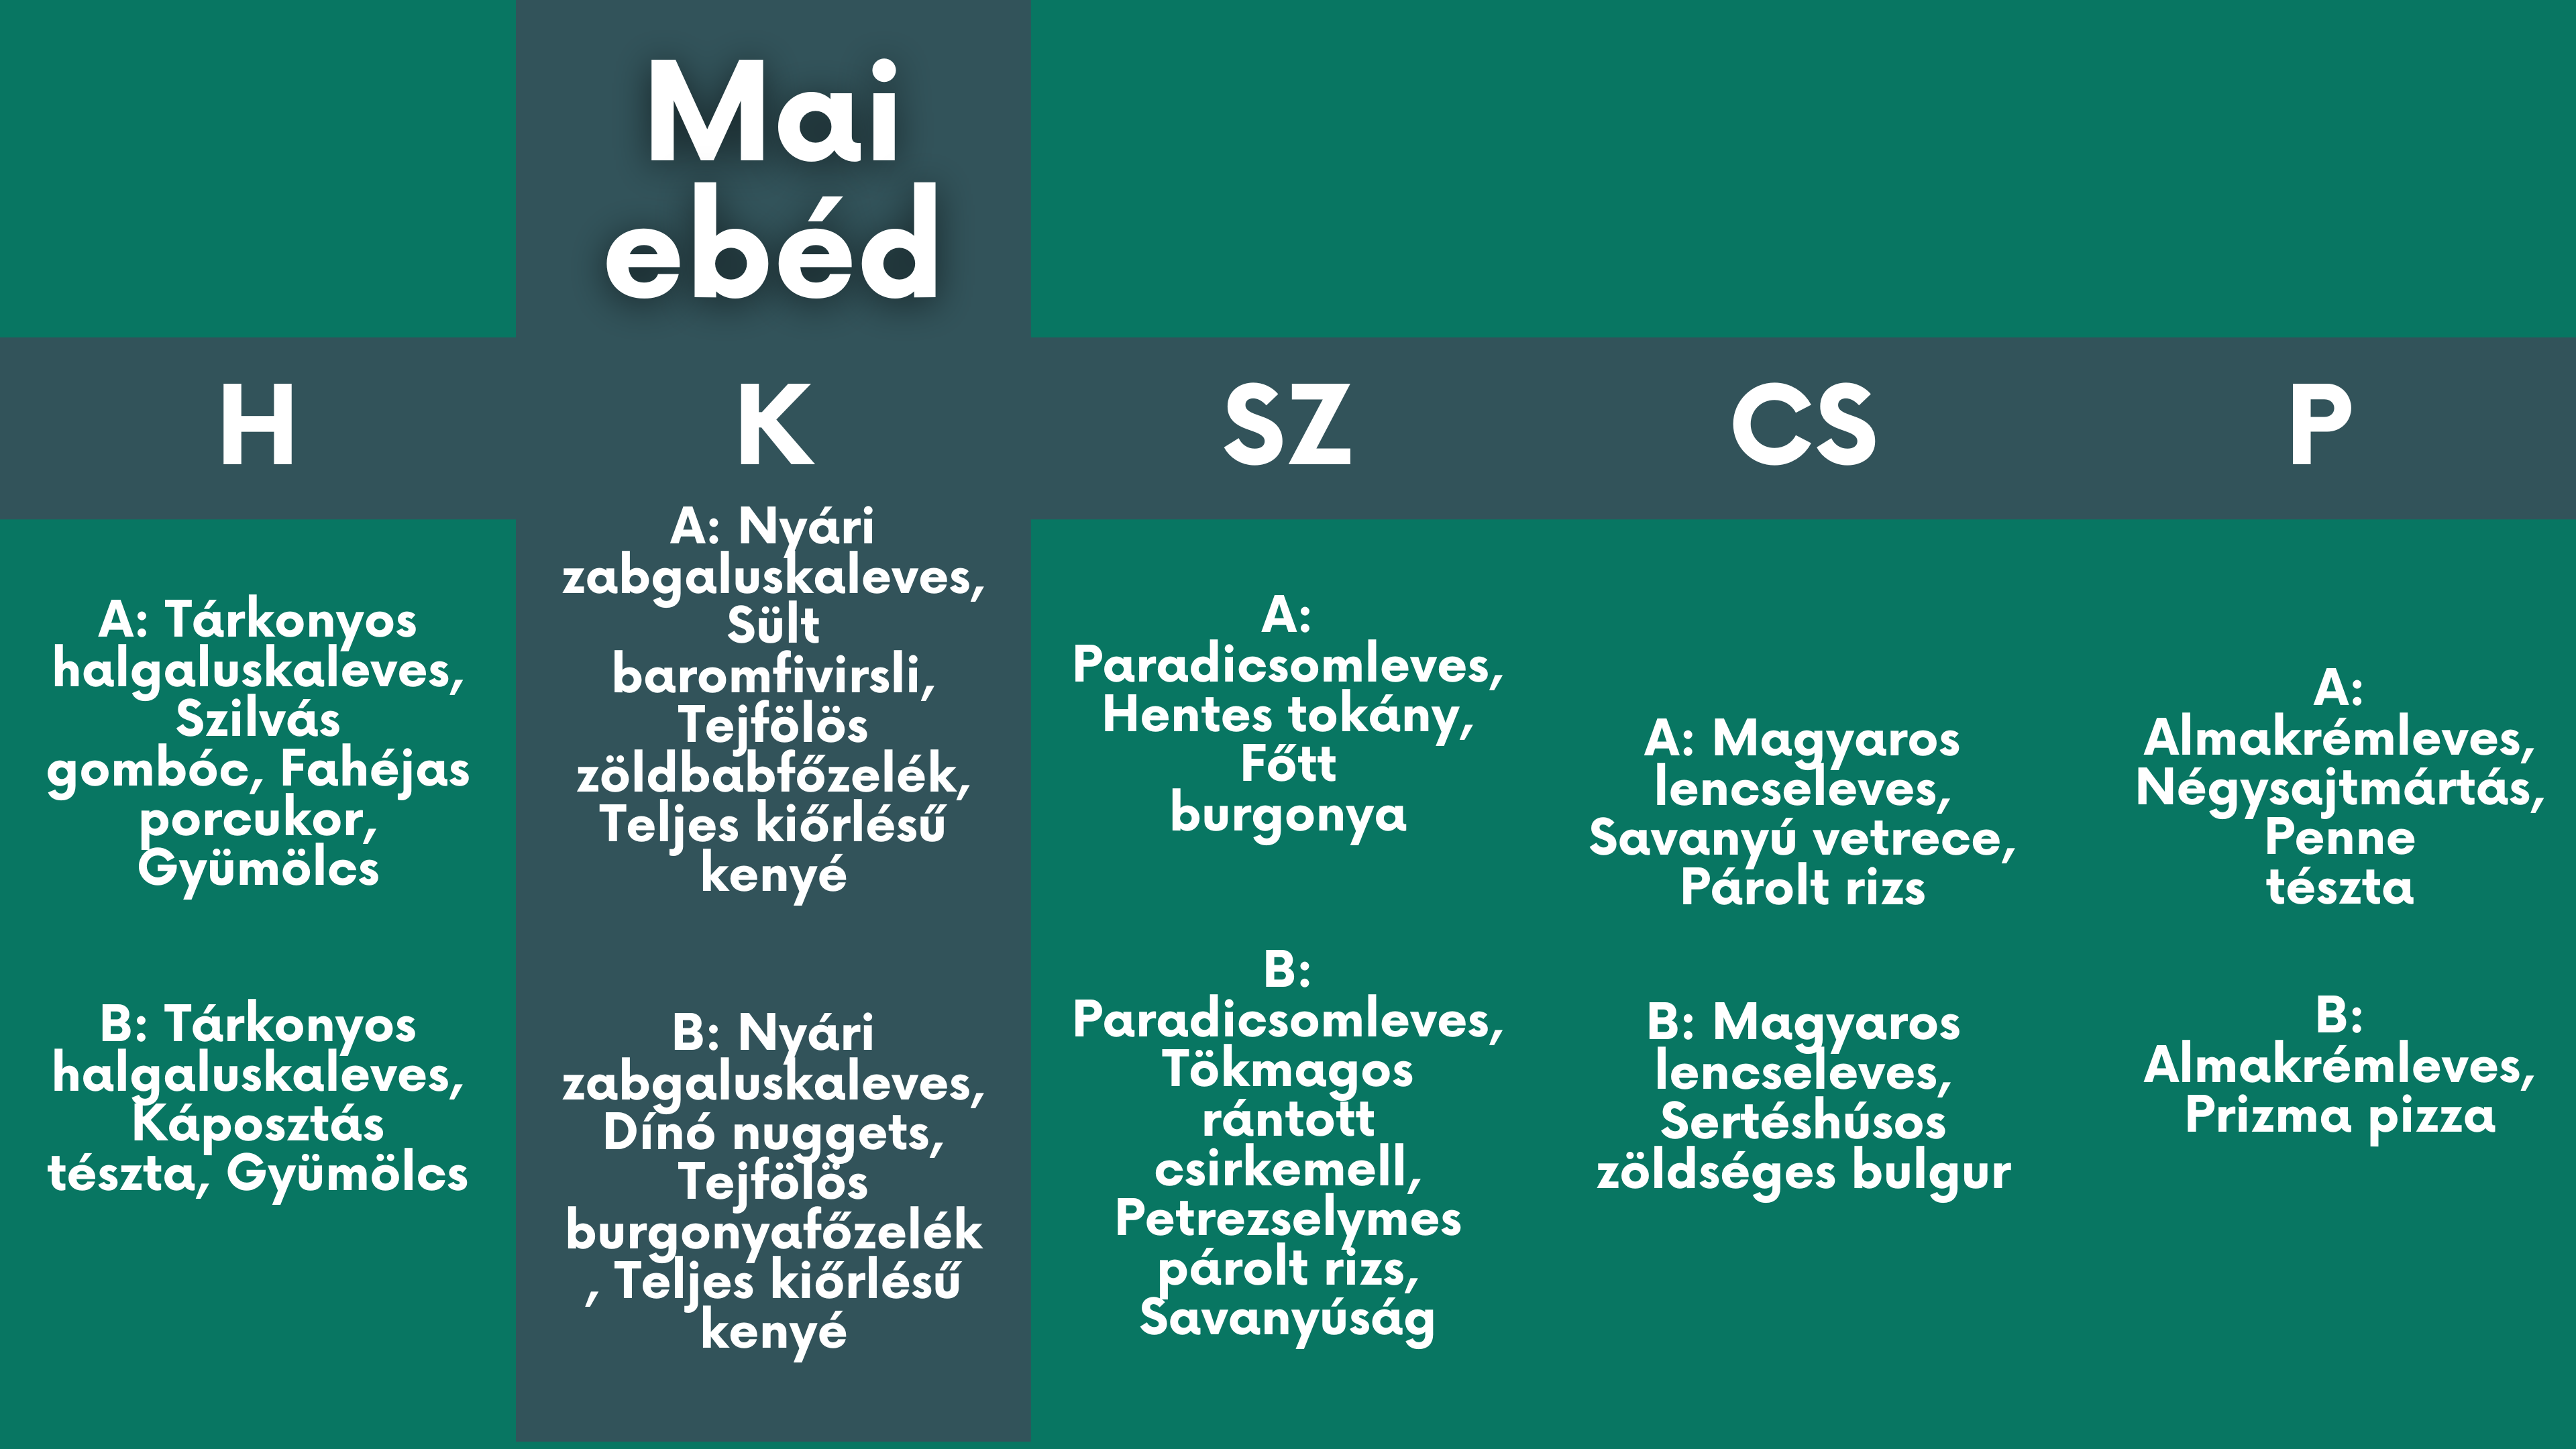 Mai
ebéd
H
K
SZ
CS
P
A: Tárkonyos
halgaluskaleves,
Szilvás
gombóc, Fahéjas
porcukor,
Gyümölcs
B: Tárkonyos
halgaluskaleves,
Káposztás
tészta, Gyümölcs
A: Nyári
zabgaluskaleves,
Sült
baromfivirsli,
Tejfölös
zöldbabfőzelék,
Teljes kiőrlésű
kenyé
B: Nyári
zabgaluskaleves,
Dínó nuggets,
Tejfölös
burgonyafőzelék
, Teljes kiőrlésű
kenyé
A:
Paradicsomleves,
Hentes tokány,
Főtt
burgonya
B:
Paradicsomleves,
Tökmagos
rántott
csirkemell,
Petrezselymes
párolt rizs,
Savanyúság
A: Magyaros
lencseleves,
Savanyú vetrece,
Párolt rizs
B: Magyaros
lencseleves,
Sertéshúsos
zöldséges bulgur
A:
Almakrémleves,
Négysajtmártás,
Penne
tészta
B:
Almakrémleves,
Prizma pizza